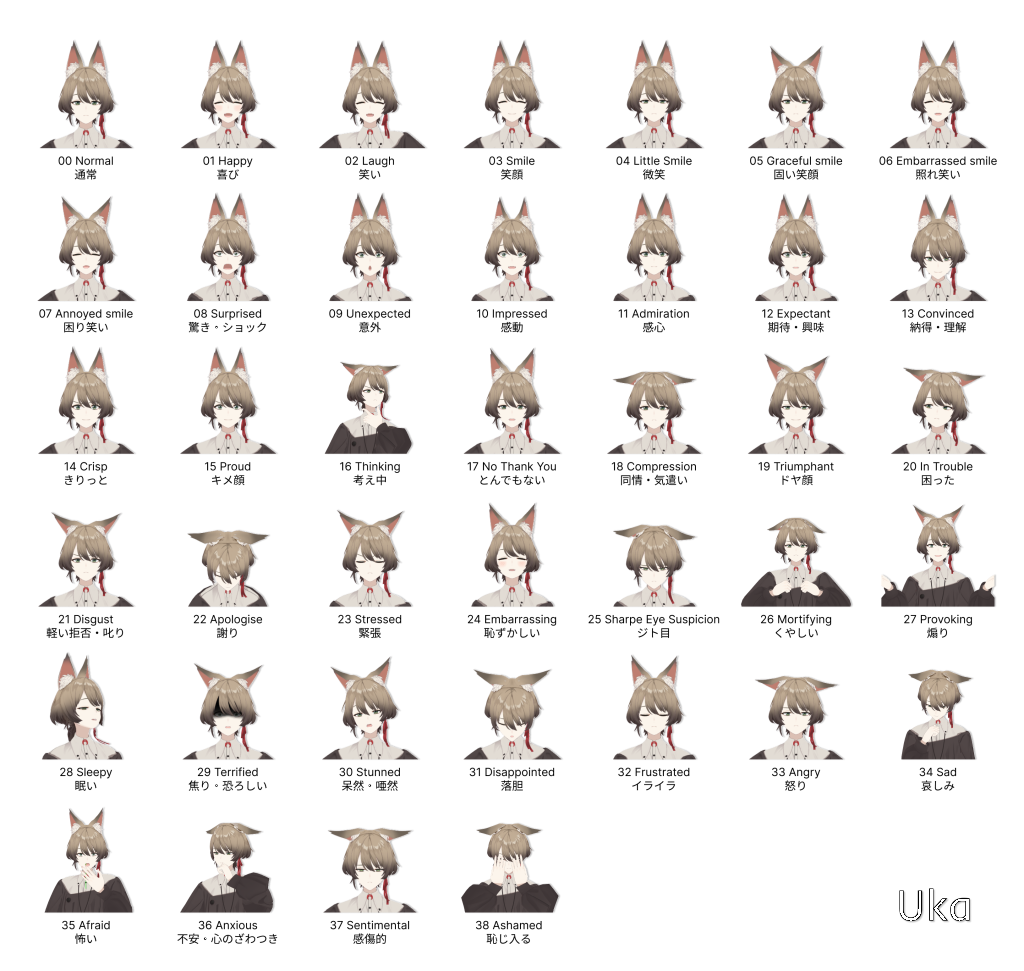 00 Normal
通常
01 Happy
喜び
02 Laugh
笑い
03 Smile
笑顔
04 Little Smile
微笑
05 Graceful smile
固い笑顔
06 Embarrassed smile
照れ笑い
07 Annoyed smile
困り笑い
08 Surprised
驚き・ショック
09 Unexpected
意外
10 Impressed
感動
11 Admiration
感心
12 Expectant
期待・興味
13 Convinced
納得・理解
14 Crisp
きりっと
15 Proud
キメ顔
16 Thinking
考え中
17 No Thank You
とんでもない
18 Compression
同情・気遣い
19 Triumphant
ドヤ顔
20 In Trouble
困った
21 Disgust
軽い拒否・叱り
22 Apologise
謝り
23 Stressed
緊張
24 Embarrassing
恥ずかしい
25 Sharpe Eye Suspicion
ジト目
26 Mortifying
くやしい
27 Provoking
煽り
28 Sleepy
眠い
29 Terrified
焦り。恐ろしい
30 Stunned
呆然。唖然
31 Disappointed
落胆
32 Frustrated
イライラ
33 Angry
怒り
34 Sad
哀しみ
35 Afraid
怖い
36 Anxious
不安。心のざわつき
37 Sentimental
感傷的
38 Ashamed
恥じ入る
Uka